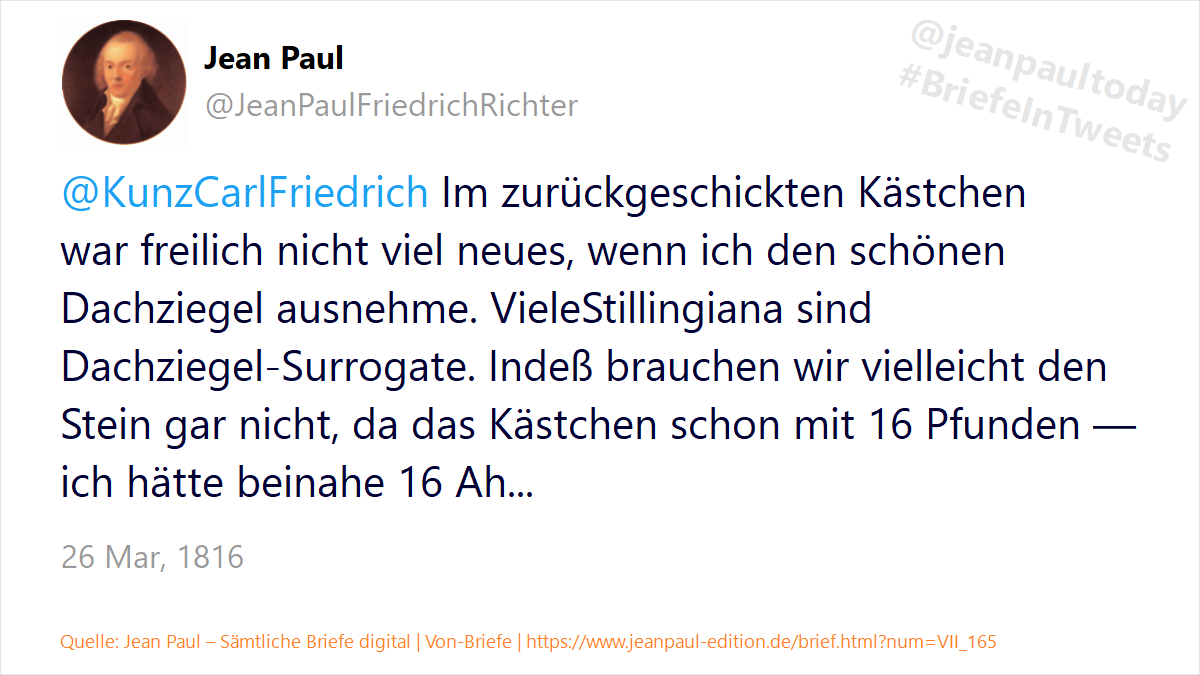 Jean Paul
@JeanPaulFriedrichRichter
@jeanpaultoday
#BriefeInTweets
@KunzCarlFriedrich Im zurückgeschickten Kästchen
war freilich nicht viel neues, wenn ich den schönen
Dachziegel ausnehme. VieleStillingiana sind
Dachziegel-Surrogate. Indeß brauchen wir vielleicht den
Stein gar nicht, da das Kästchen schon mit 16 Pfunden —
ich hätte beinahe 16 Ah...
26 Mar, 1816
Quelle: Jean Paul – Sämtliche Briefe digital | Von-Briefe | https://www.jeanpaul-edition.de/brief.html?num=VII_165